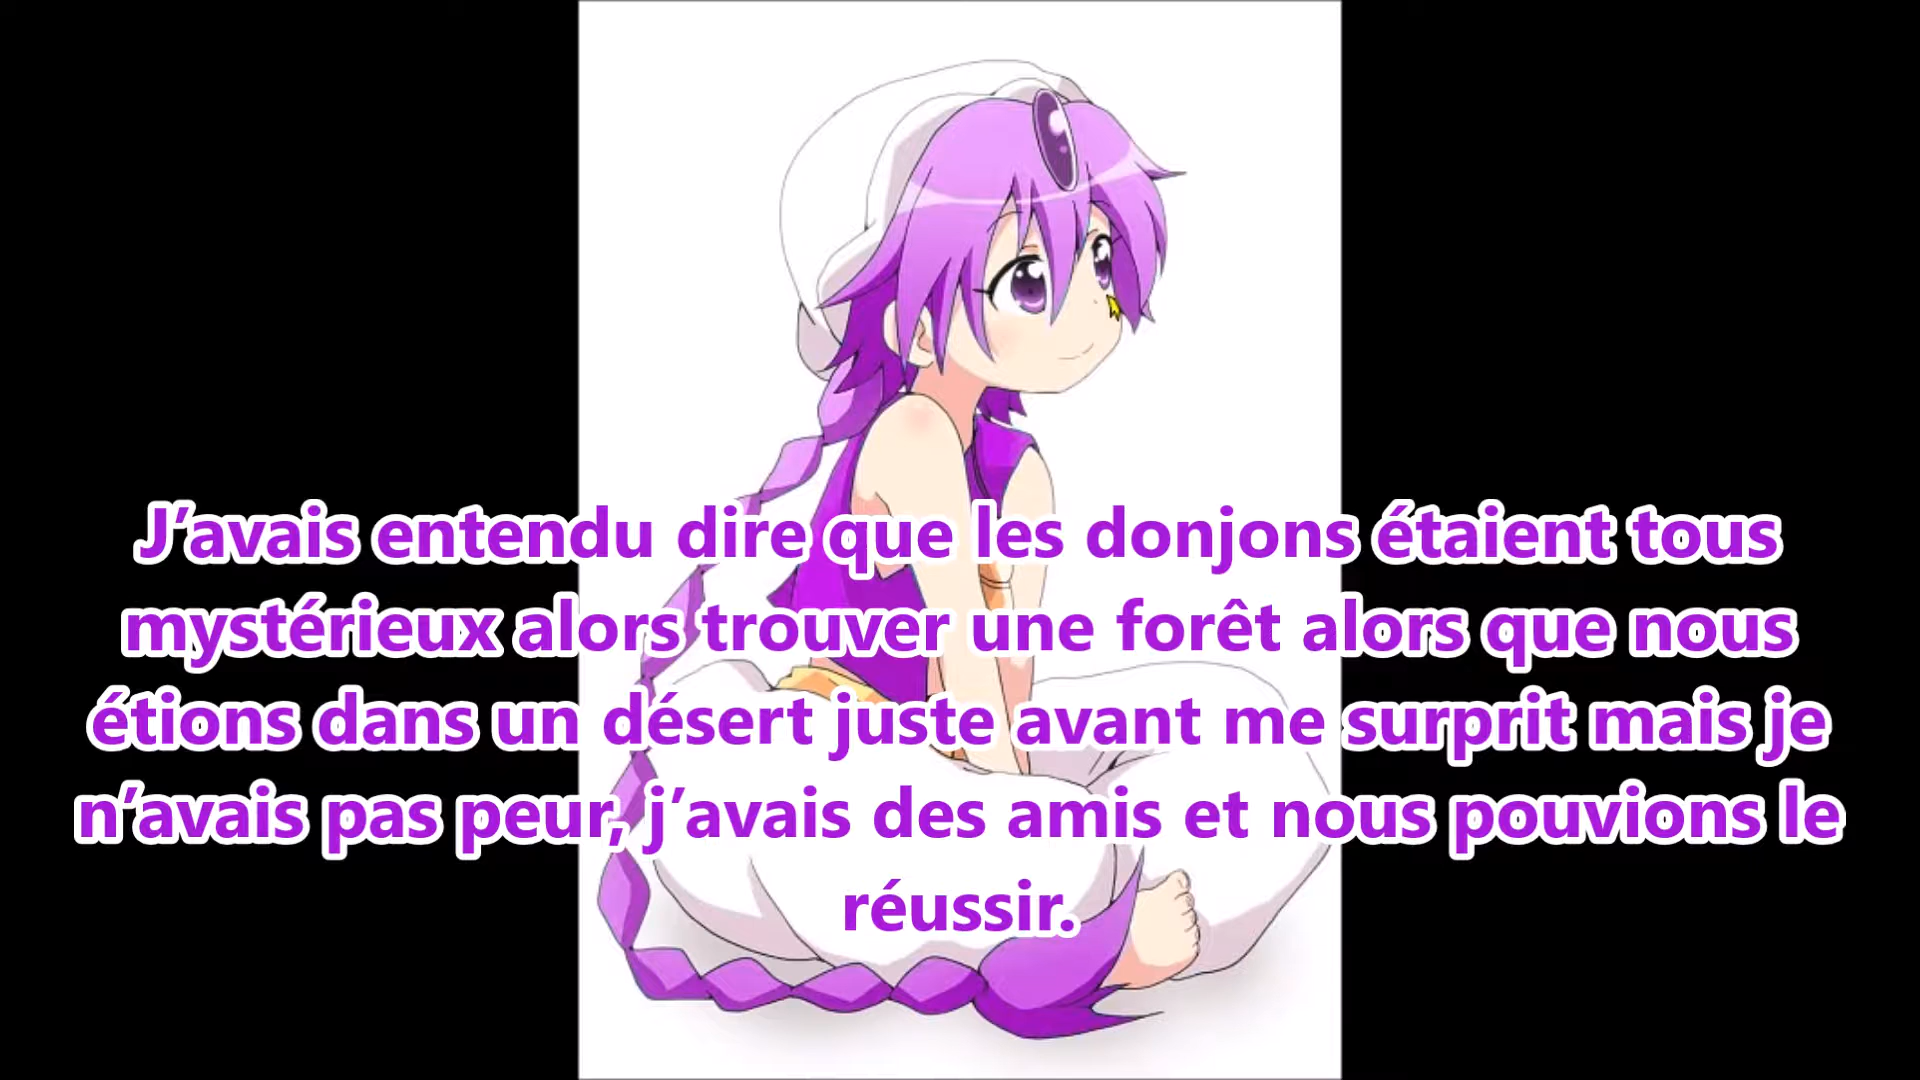 J’avais entendu dire que les donjons étaient tous
mystérieux alors trouver une forêt alors que nous
étions dans un désert juste avant me surprit mais je
n’avais pas peur, j’avais des amis et nous pouvions le
réussir.